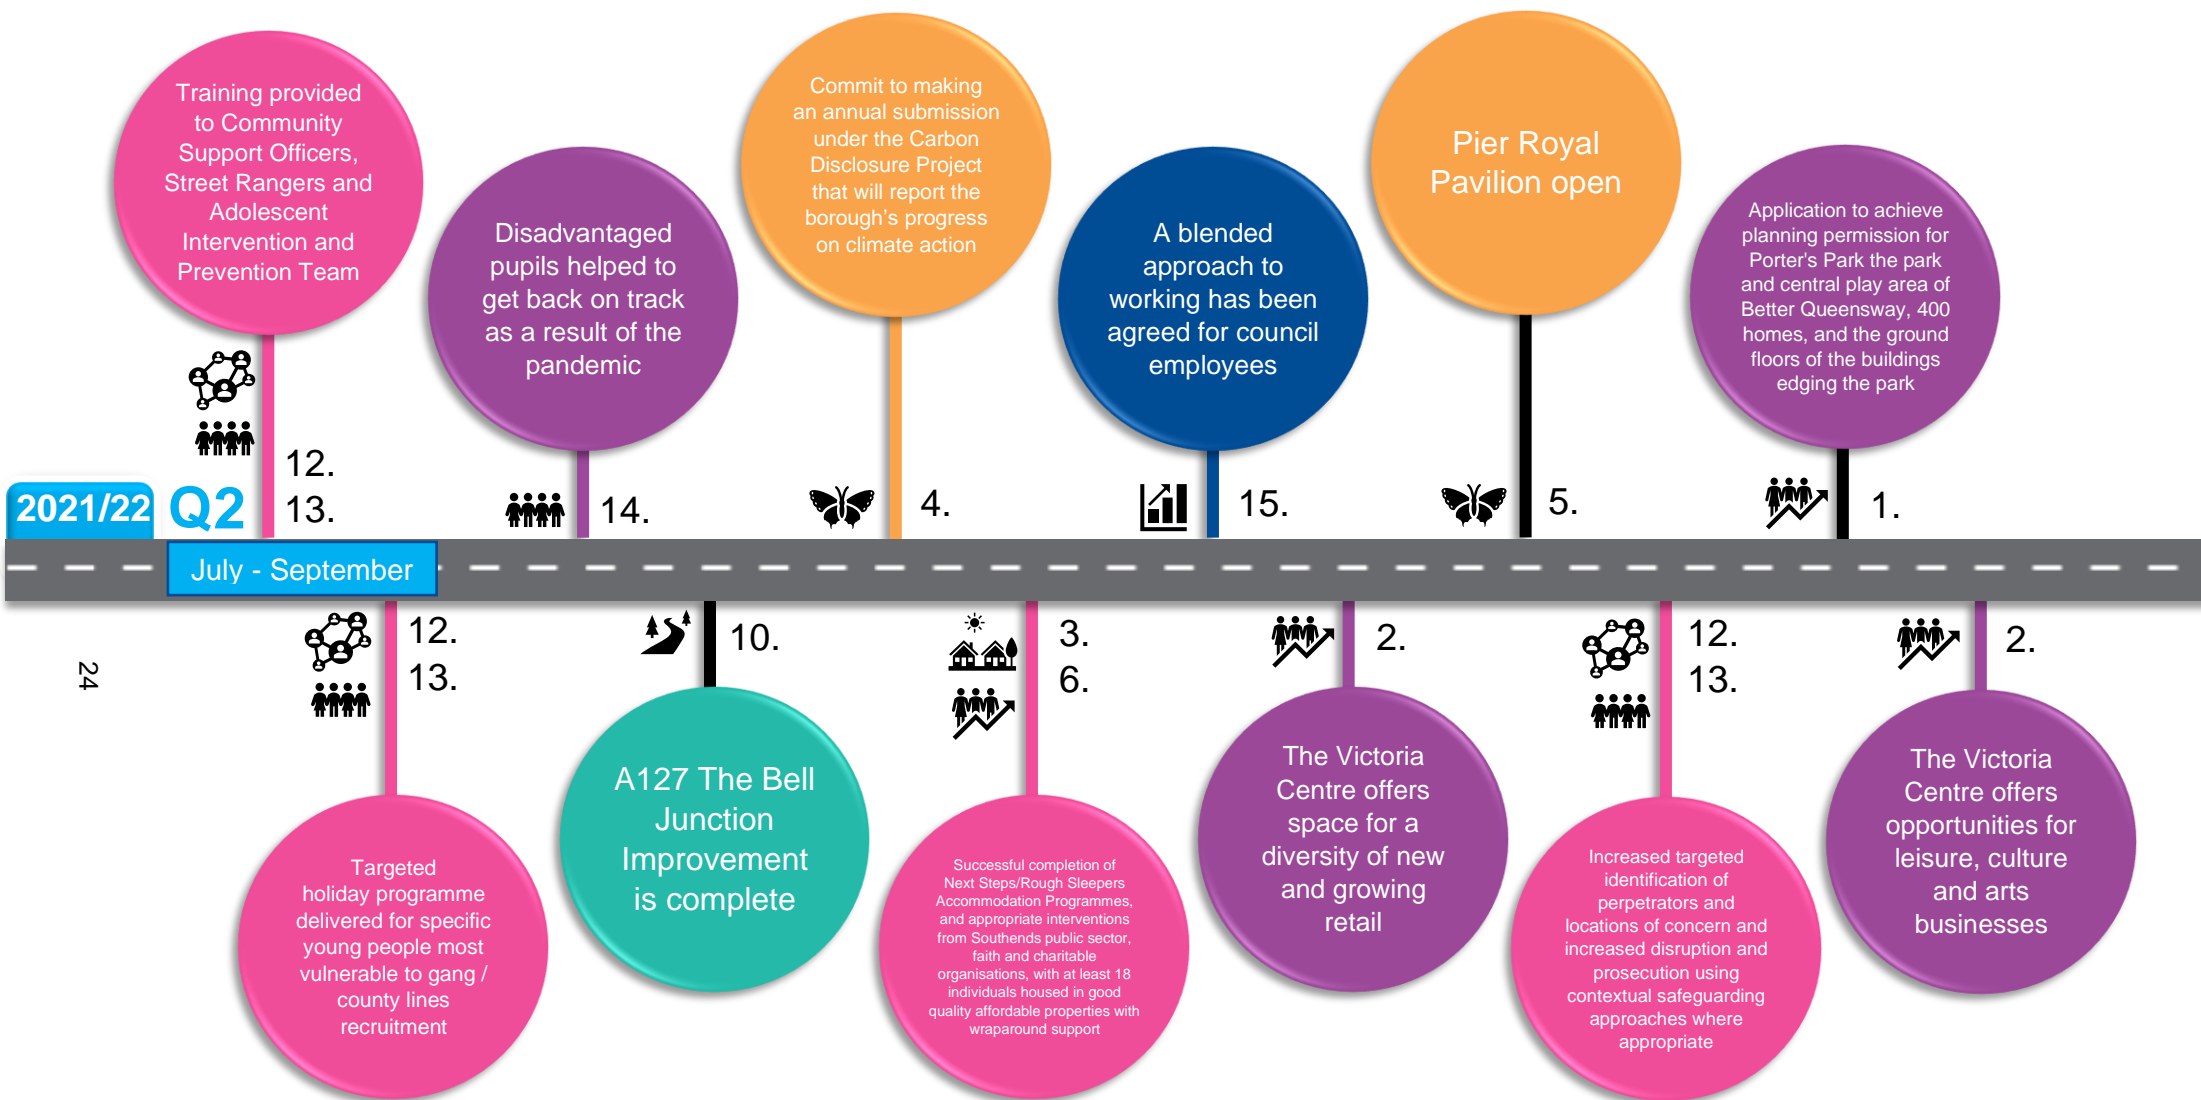 Training provided
to Community
Support Officers,
Street Rangers and
Adolescent
Intervention and
Prevention Team
12.
13.
Disadvantaged
pupils helped to
get back on track
as a result of the
pandemic
14.
Commit to making
an annual submission
under the Carbon
Disclosure Project
that will report the
borough's progress
on climate action
4.
A blended
approach to
working has been
agreed for council
employees
15.
Pier Royal
Pavilion open
5.
Application to achieve
planning permission for
Porter's Park the park
and central play area of
Better Queensway, 400
homes, and the ground
floors of the buildings
edging the park
1.
2021/22 Q2
July - September
24
12.
13.
Targeted
holiday programme
delivered for specific
young people most
vulnerable to gang /
county lines
recruitment
10.
A127 The Bell
Junction
Improvement
is complete
3.
6.
Successful completion of
Next Steps/Rough Sleepers
Accommodation Programmes,
and appropriate interventions
from Southends public sector,
faith and charitable
organisations, with at least 18
individuals housed in good
quality affordable properties with
wraparound support
2.
The Victoria
Centre offers
space for a
diversity of new
and growing
retail
12.
13.
Increased targeted
identification of
perpetrators and
locations of concern and
increased disruption and
prosecution using
contextual safeguarding
approaches where
appropriate
2.
The Victoria
Centre offers
opportunities for
leisure, culture
and arts
businesses